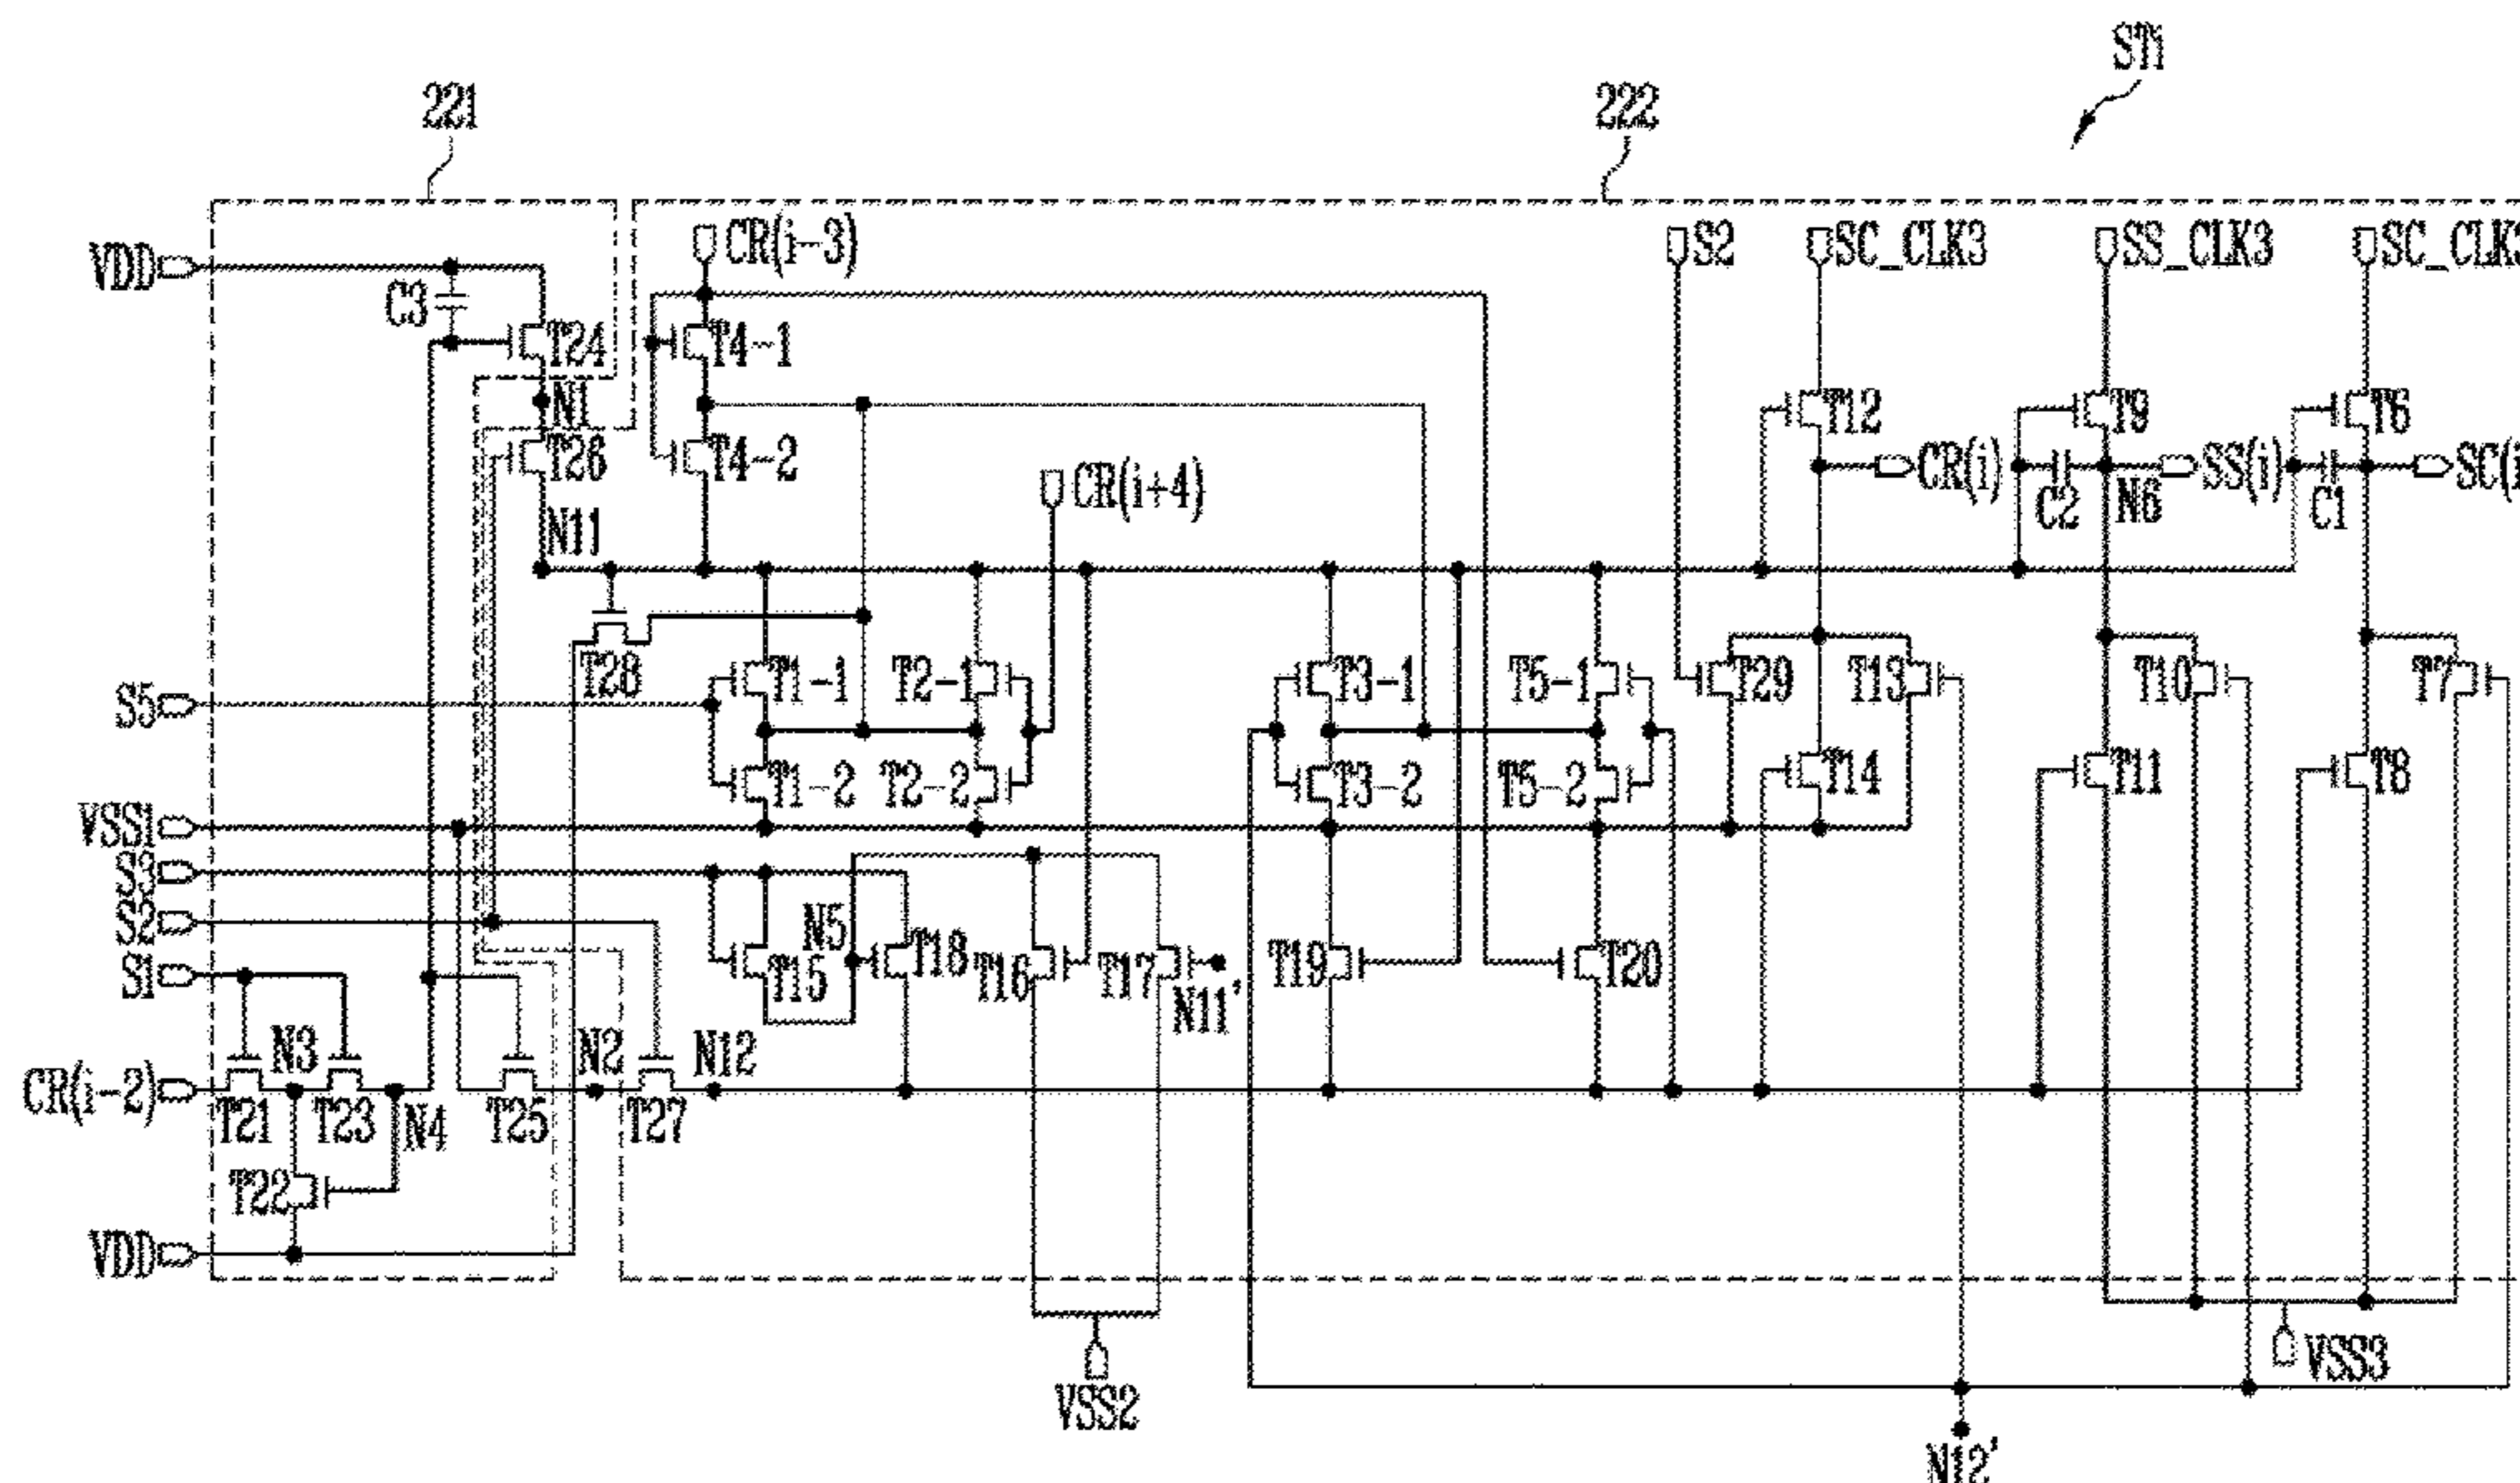 STi
221
222
VDD
CR(i-3)
S2
SC_CLK3
SS_CLK3
C3
T24
T4-1
N1
T12
T9
T6
T26
T4-2
CR(i+4)
CR(i)
C2
N6
SS(i)
C1
N11
T28
T1-1
T2-1
T3-1
T5-1
T29
T13
T10
T7
S5
T1-2
T2-2
T3-2
T5-2
T14
T11
T8
VSS1
S3
S2
S1
N5
T15
T18
T16
T17
N11'
T19
T20
N3
N2
N12
CR(i-2)
T21
T23
N4
T25
T27
T22
VDD
VSS2
VSS3
N12'